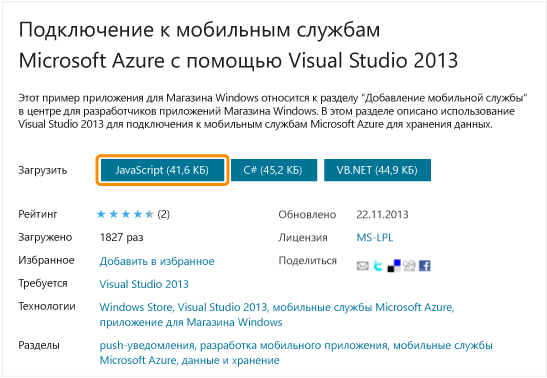 Подключение к мобильным службам
Microsoft Azure с помощью Visual Studio 2013
Этот пример приложения для Магазина Windows относится к разделу "Добавление мобильной службы"
в центре для разработчиков приложений Магазина Windows. В этом разделе описано использование
Visual Studio 2013 для подключения к мобильным службам Microsoft Azure для хранения данных.
Загрузить JavaScript (41,6 КБ) C# (45,2 КБ) VB.NET (44,9 КБ)
Рейтинг (2) Обновлено 22.11.2013
Загружено 1827 раз Лицензия MS-LPL
Избранное Добавить в избранное Поделиться
Требуется Visual Studio 2013
Технологии Windows Store, Visual Studio 2013, мобильные службы Microsoft Azure,
приложение для Магазина Windows
Разделы push-уведомления, разработка мобильного приложения, мобильные службы
Microsoft Azure, данные и хранение